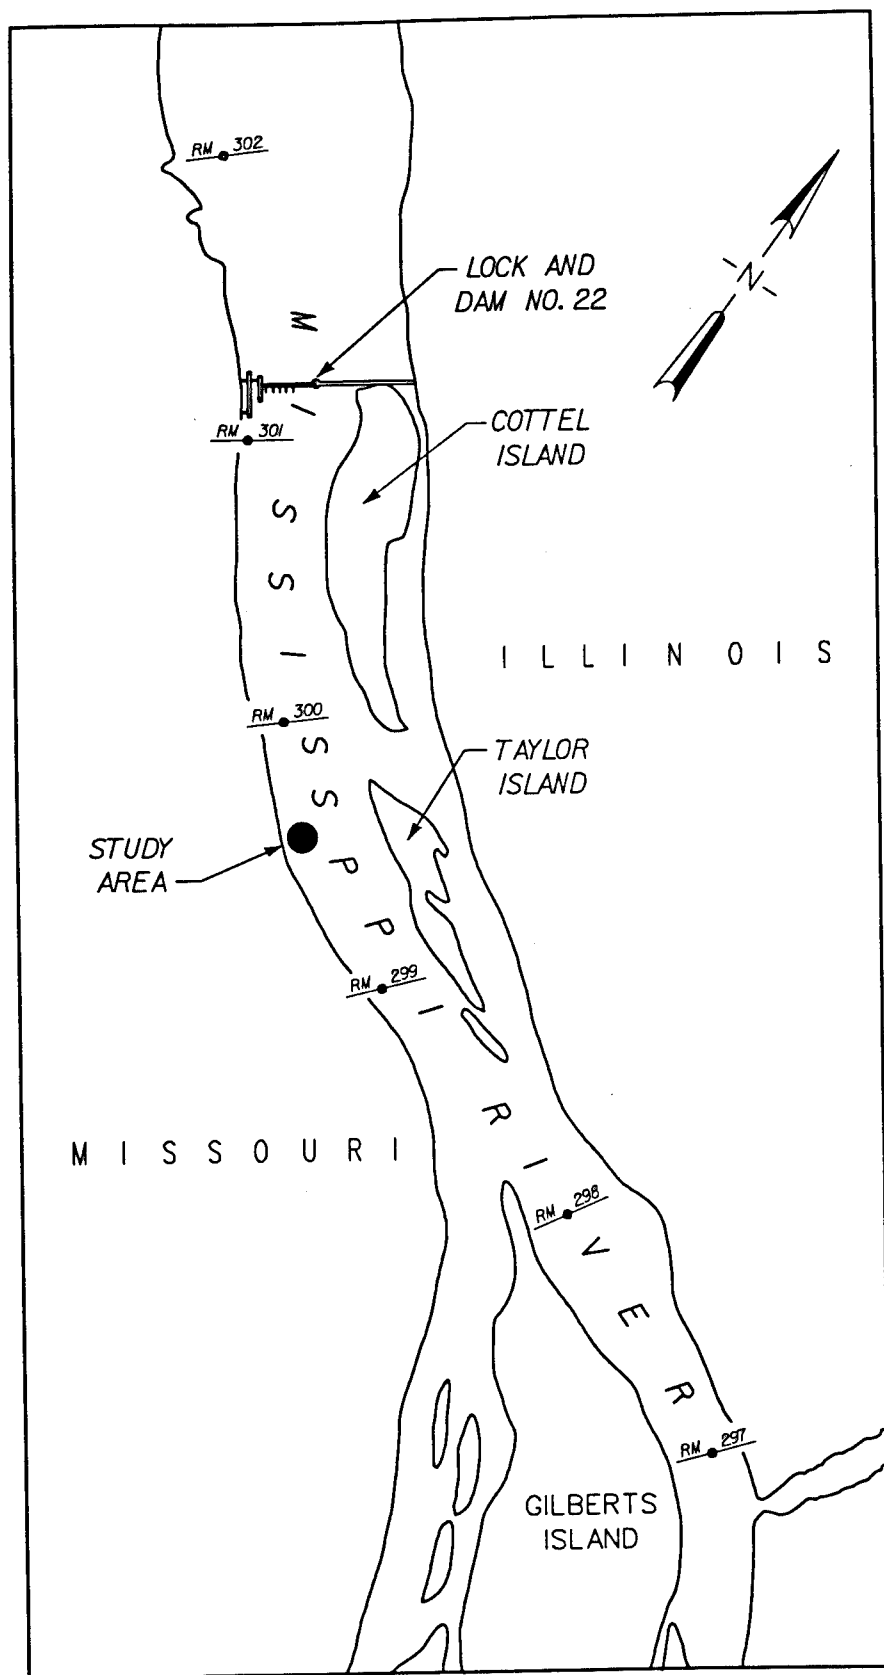 RM 302
LOCK AND
DAM NO. 22
N
RM 301
COTTEL
ISLAND
MISSISSIPPI RIVER
ILLINOIS
RM 300
TAYLOR
ISLAND
STUDY
AREA
RM 299
MISSOURI
RM 298
RM 297
GILBERTS
ISLAND